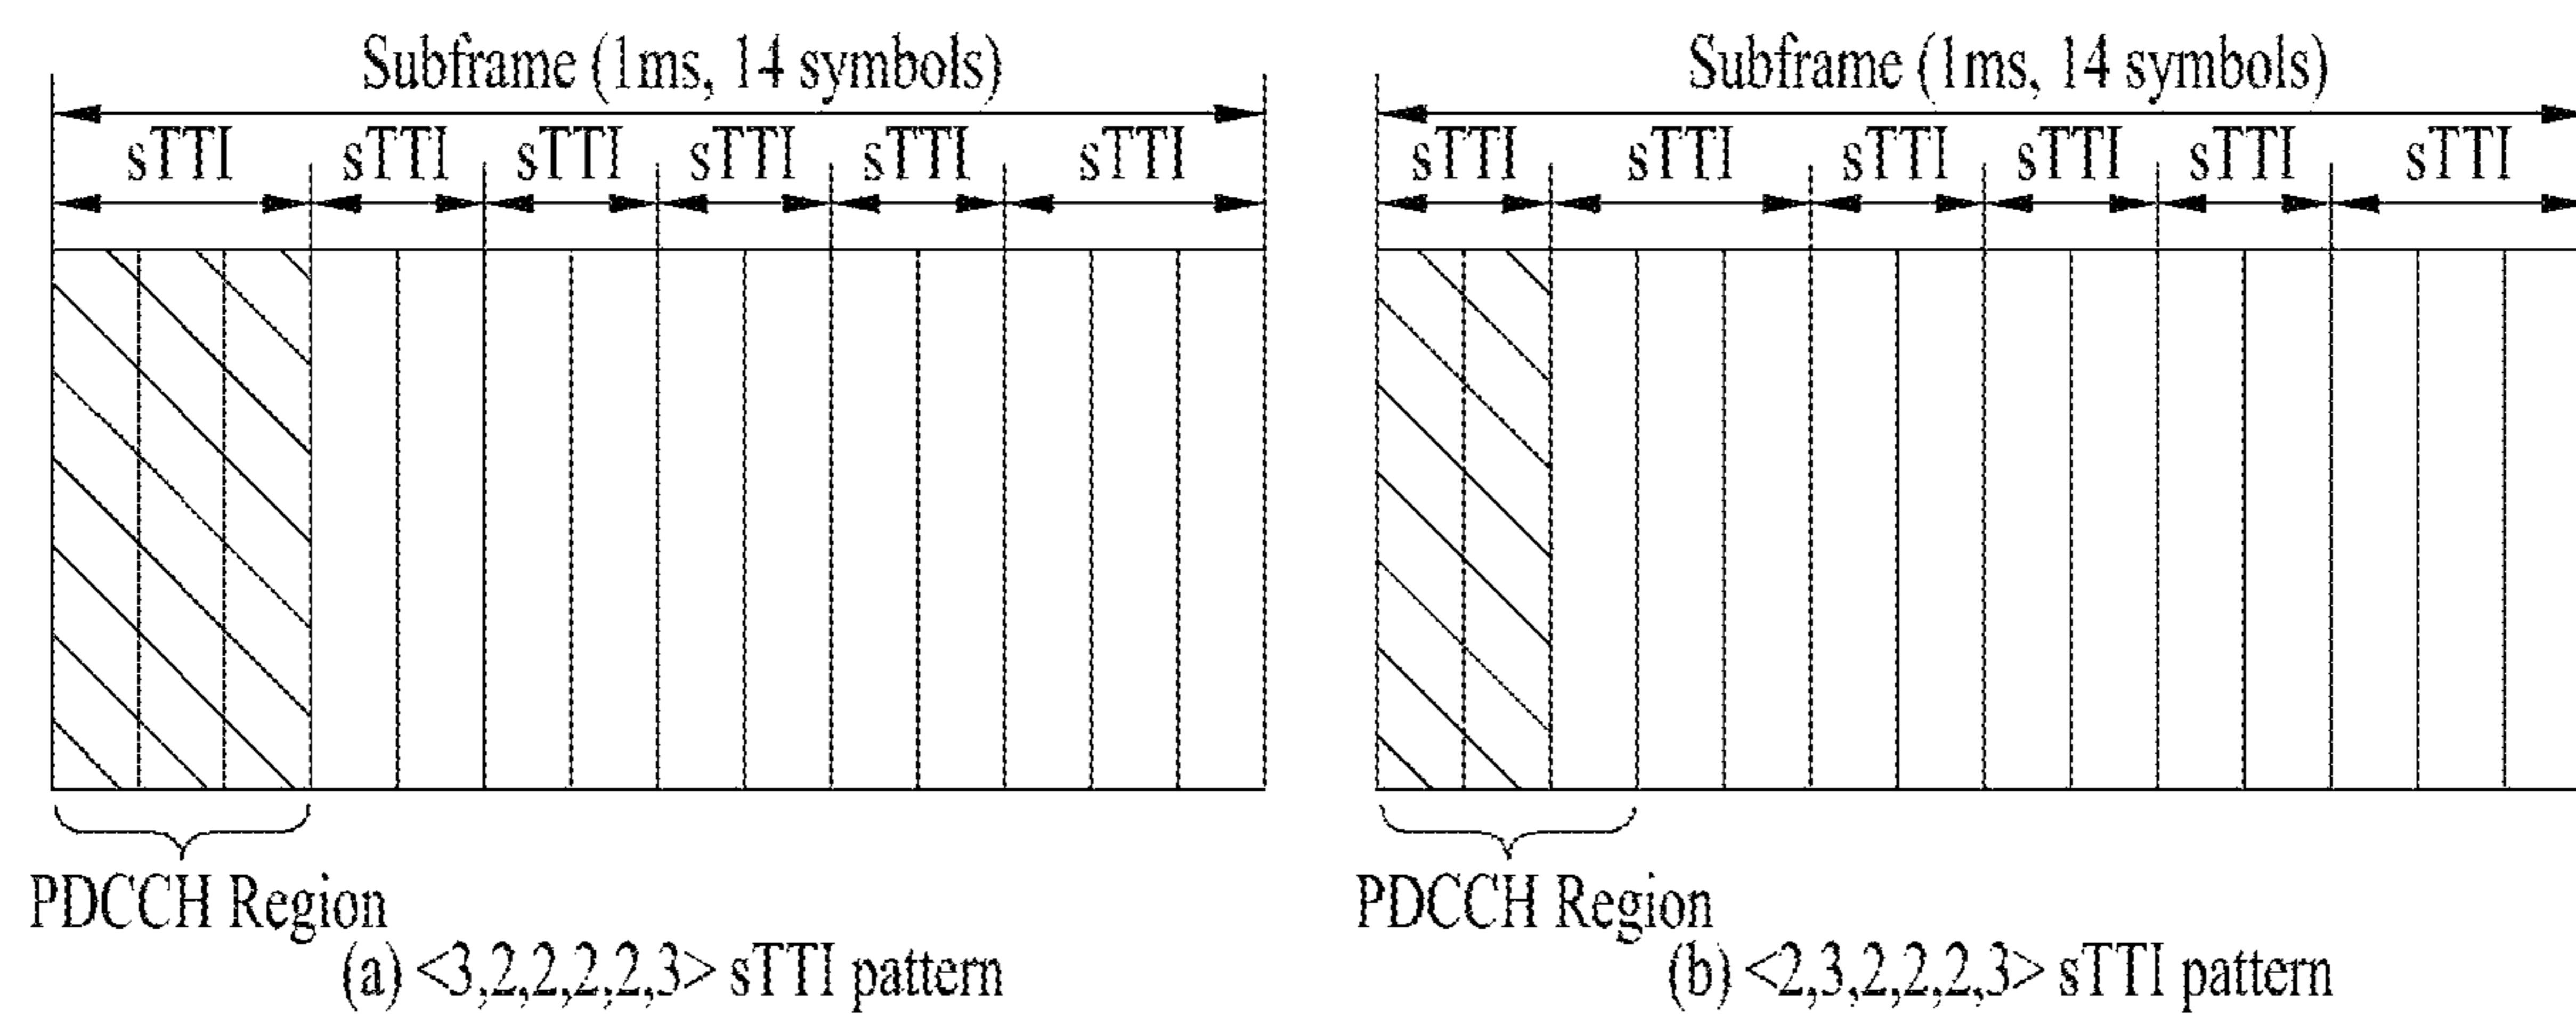 Subframe (1ms, 14 symbols)
sTTI sTTI sTTI sTTI sTTI sTTI
PDCCH Region
(a) <3,2,2,2,2,3> sTTI pattern
Subframe (1ms, 14 symbols)
sTTI sTTI sTTI sTTI sTTI sTTI
PDCCH Region
(b) <2,3,2,2,2,3> sTTI pattern